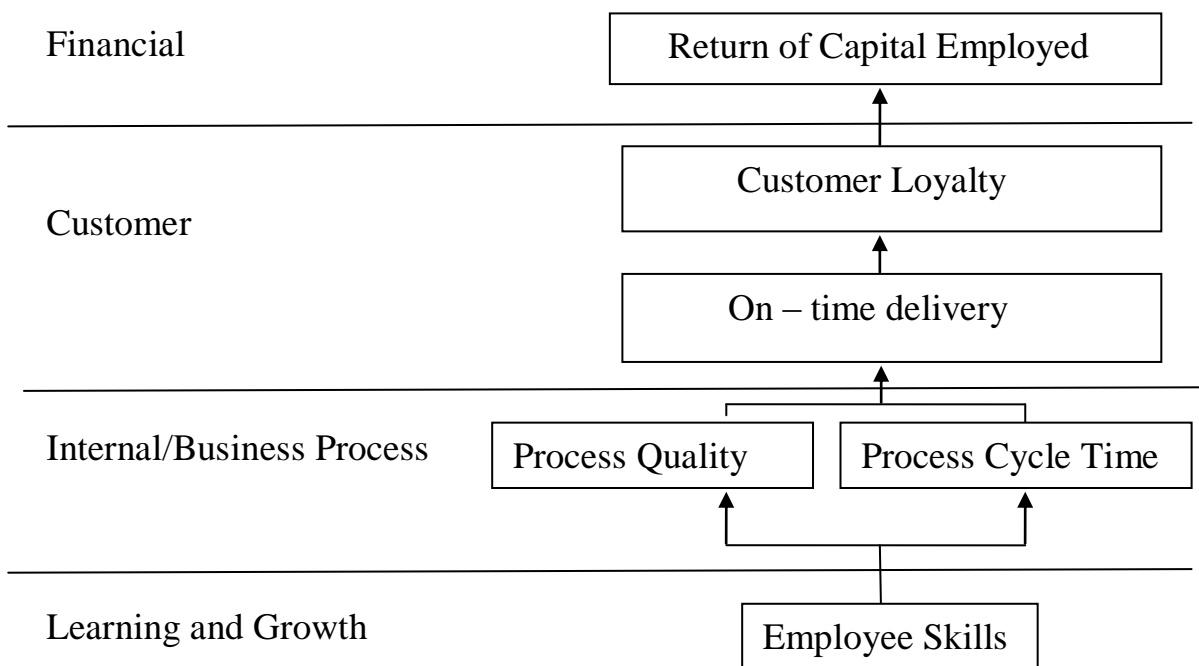 Financial
Return of Capital Employed
Customer Loyalty
Customer
On – time delivery
Internal/Business Process
Process Quality
Process Cycle Time
Learning and Growth
Employee Skills